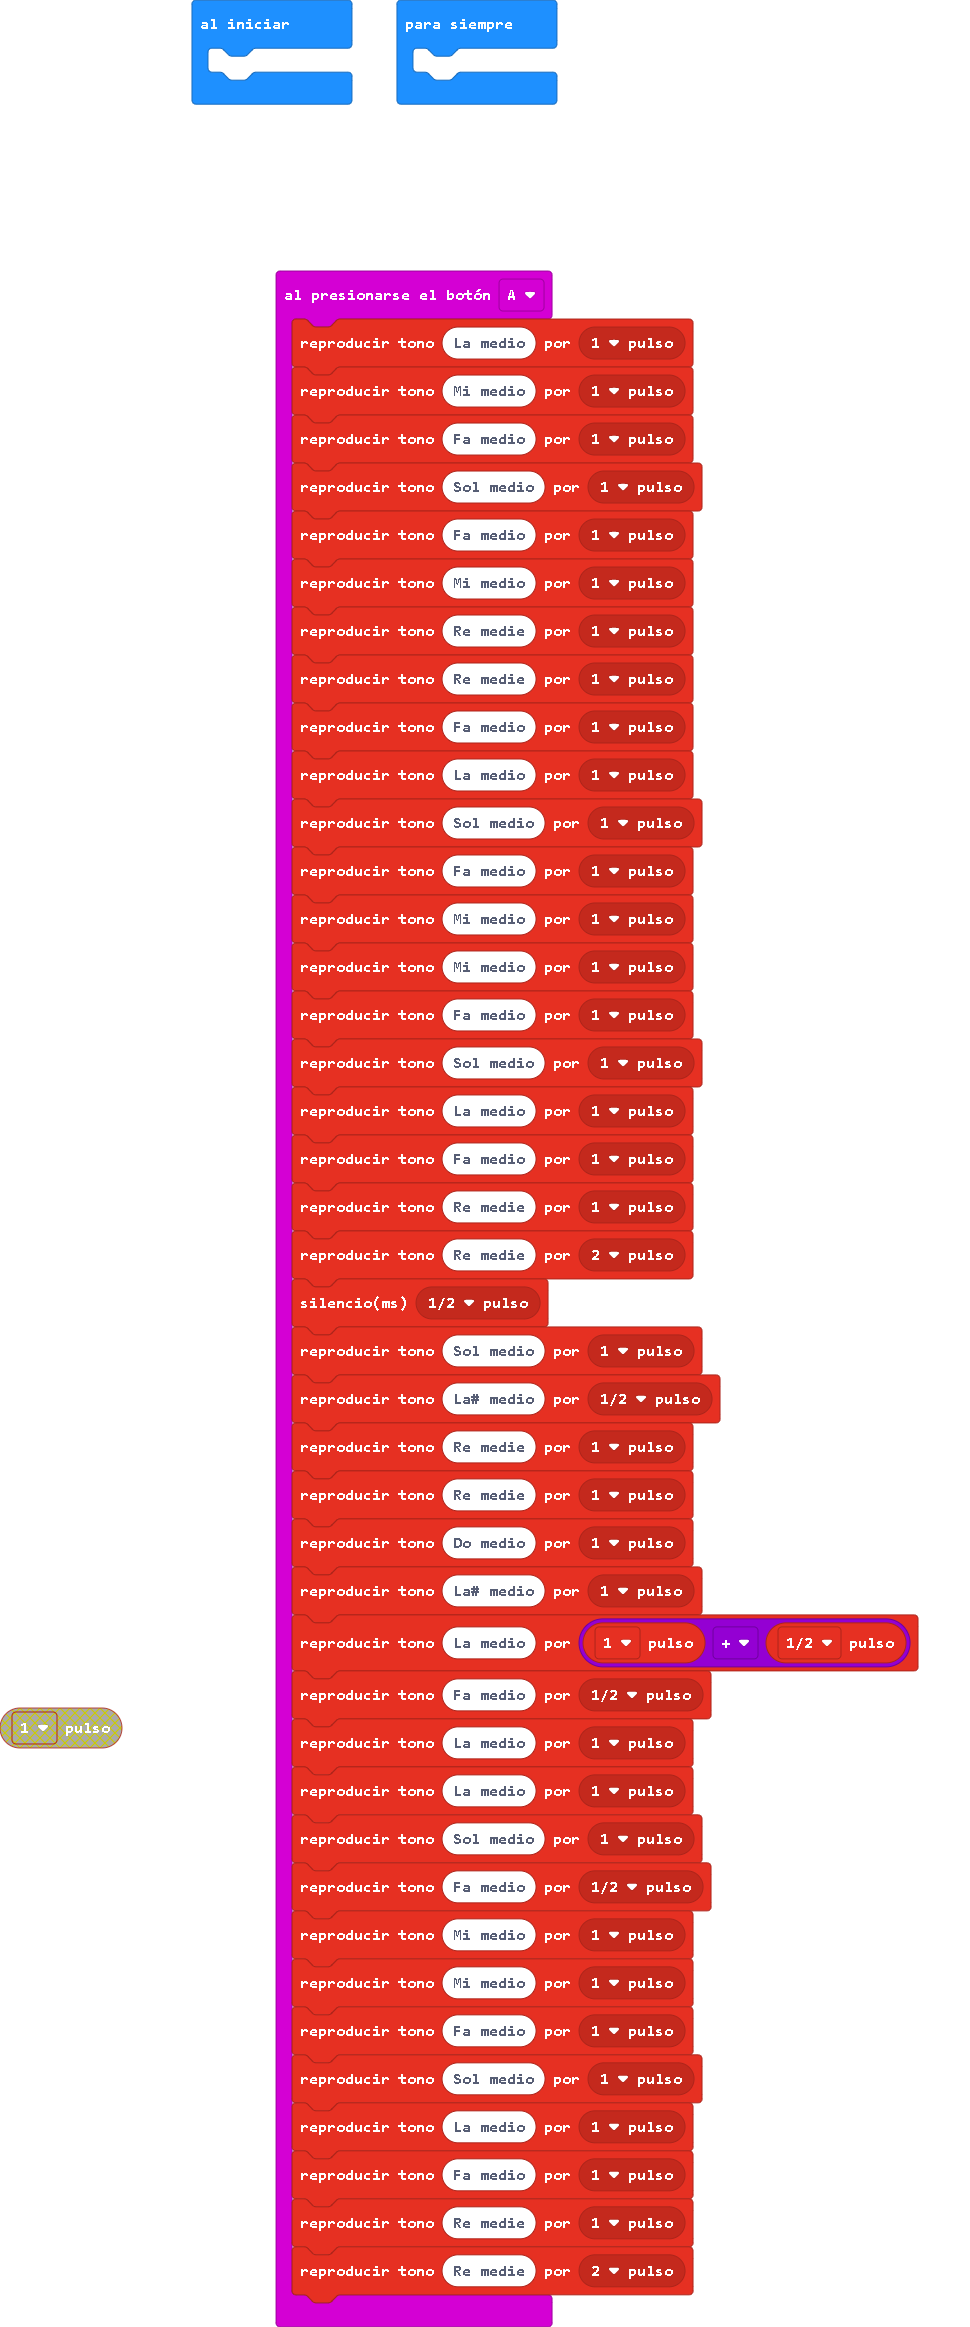 al iniciar
para siempre
al presionarse el botón A
reproducir tono La medio por 1 pulso
reproducir tono Mi medio por 1 pulso
reproducir tono Fa medio por 1 pulso
reproducir tono Sol medio por 1 pulso
reproducir tono Fa medio por 1 pulso
reproducir tono Mi medio por 1 pulso
reproducir tono Re medie por 1 pulso
reproducir tono Re medie por 1 pulso
reproducir tono Fa medio por 1 pulso
reproducir tono La medio por 1 pulso
reproducir tono Sol medio por 1 pulso
reproducir tono Fa medio por 1 pulso
reproducir tono Mi medio por 1 pulso
reproducir tono Mi medio por 1 pulso
reproducir tono Fa medio por 1 pulso
reproducir tono Sol medio por 1 pulso
reproducir tono La medio por 1 pulso
reproducir tono Fa medio por 1 pulso
reproducir tono Re medie por 1 pulso
reproducir tono Re medie por 2 pulso
silencio(ms) 1/2 pulso
reproducir tono Sol medio por 1 pulso
reproducir tono La# medio por 1/2 pulso
reproducir tono Re medie por 1 pulso
reproducir tono Re medie por 1 pulso
reproducir tono Do medio por 1 pulso
reproducir tono La# medio por 1 pulso
reproducir tono La medio por 1 pulso + 1/2 pulso
reproducir tono Fa medio por 1/2 pulso
1 pulso
reproducir tono La medio por 1 pulso
reproducir tono La medio por 1 pulso
reproducir tono Sol medio por 1 pulso
reproducir tono Fa medio por 1/2 pulso
reproducir tono Mi medio por 1 pulso
reproducir tono Mi medio por 1 pulso
reproducir tono Fa medio por 1 pulso
reproducir tono Sol medio por 1 pulso
reproducir tono La medio por 1 pulso
reproducir tono Fa medio por 1 pulso
reproducir tono Re medie por 1 pulso
reproducir tono Re medie por 2 pulso